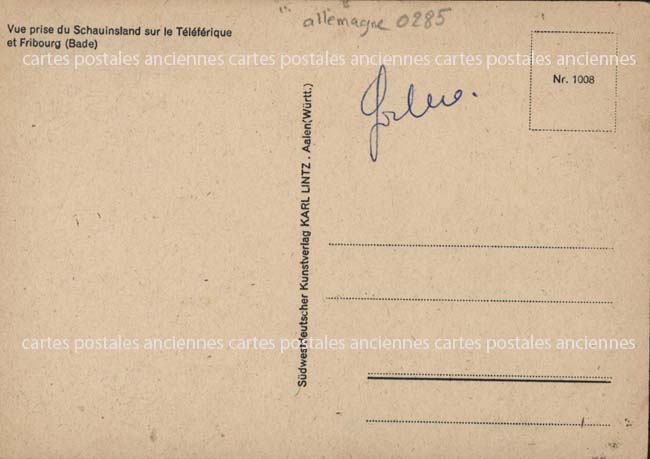 Vue prise du Schauinsland sur le Téléférique
et Fribourg (Bade)
allemagne 0285
Nr. 1008
Südwestdeutscher Kunstverlag KARL LINTZ . Aalen(Württ.)
cartes postales anciennes cartes postales anciennes cartes postales anciennes
cartes postales anciennes cartes postales anciennes cartes postales anciennes